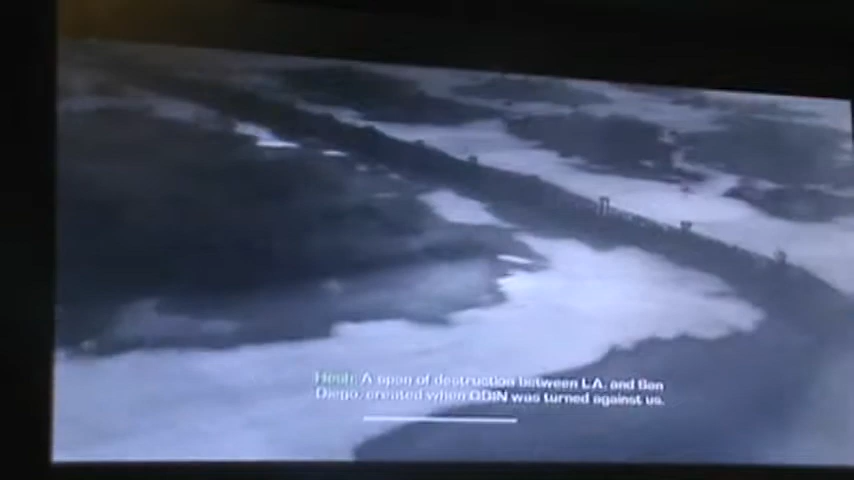 Hesh: A span of destruction between L.A. and San
Diego, created when ODIN was turned against us.